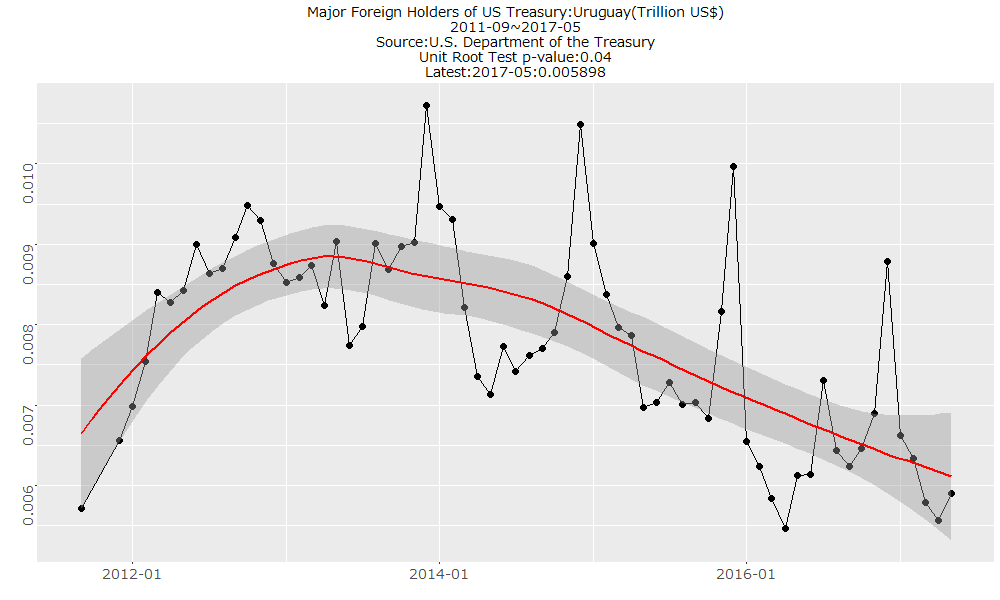 Major Foreign Holders of US Treasury:Uruguay(Trillion US$)
2011-09~2017-05
Source:U.S. Department of the Treasury
Unit Root Test p-value:0.04
Latest:2017-05:0.005898
0.010
0.009
0.008
0.007
0.006
2012-01
2014-01
2016-01